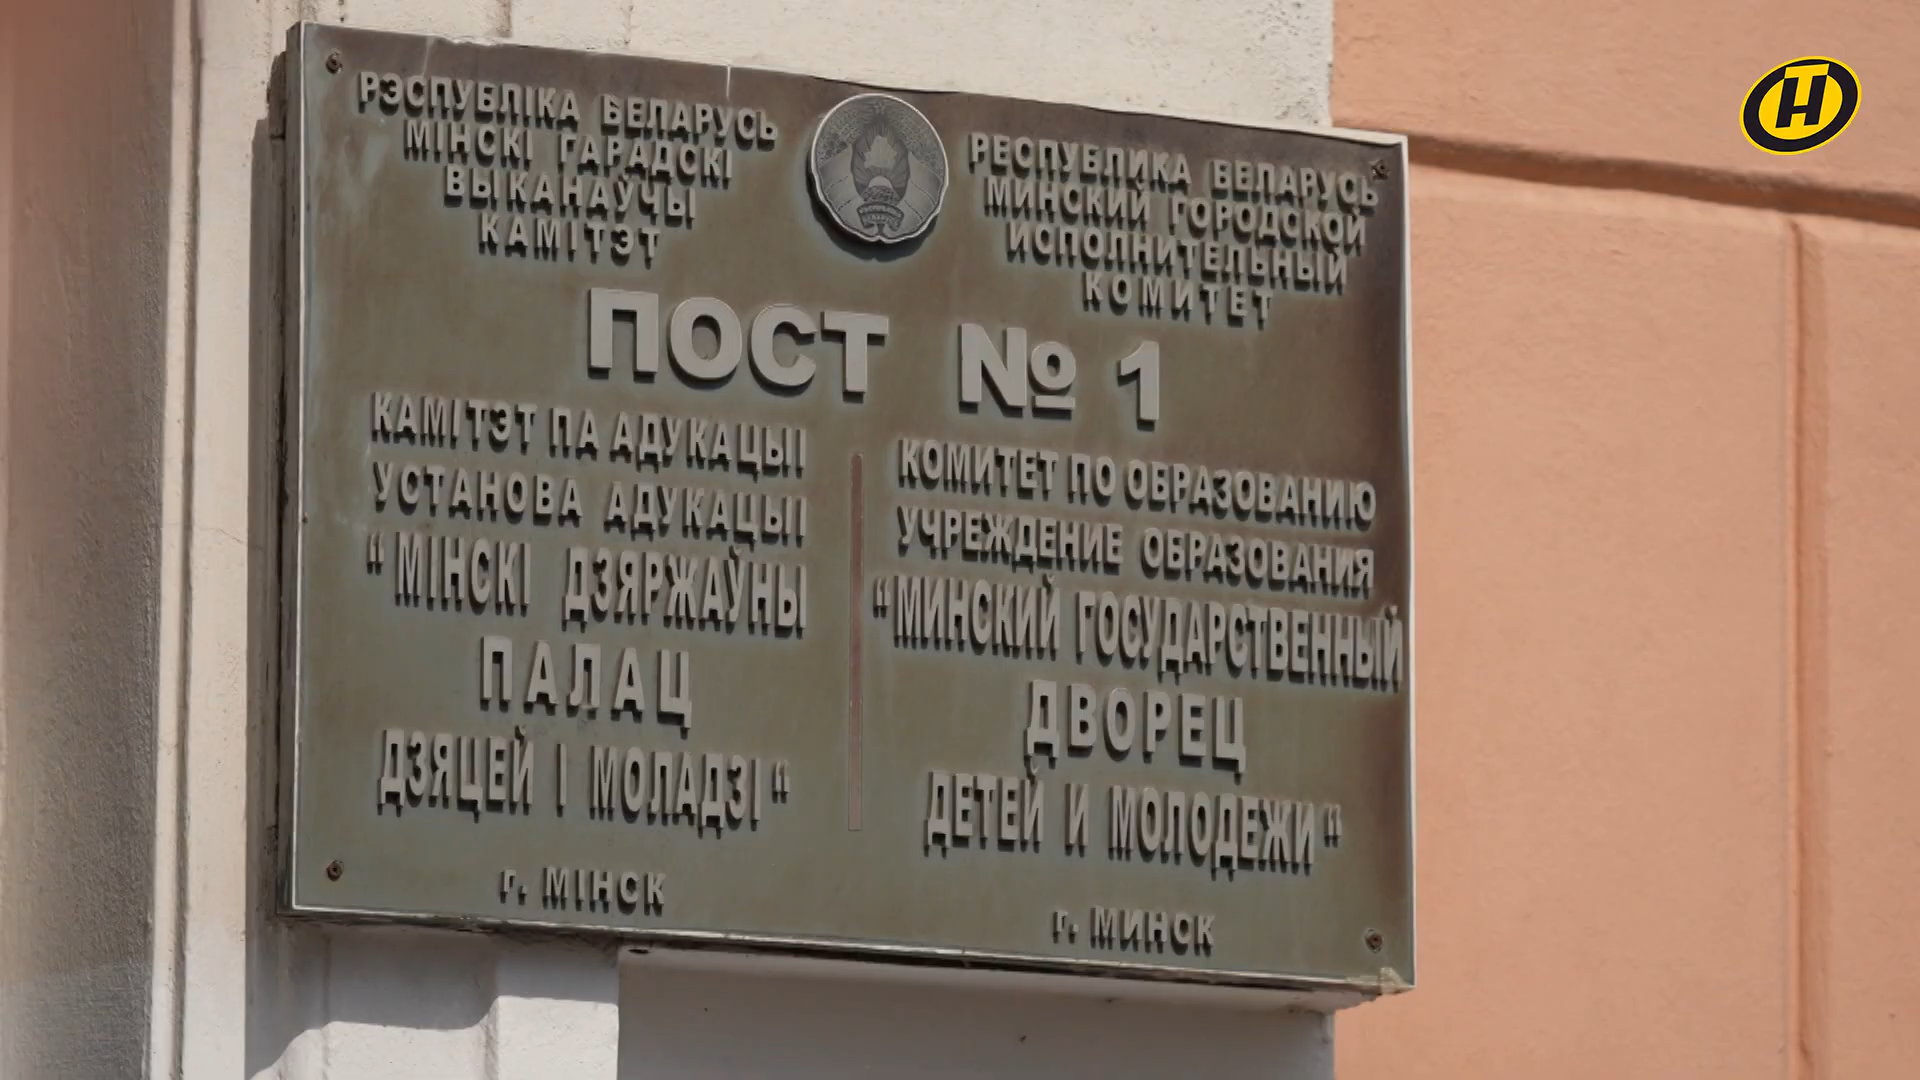 РЭСПУБЛІКА БЕЛАРУСЬ
МІНСКІ ГАРАДСКІ
ВЫКАНАЎЧЫ
КАМІТЭТ
РЕСПУБЛИКА БЕЛАРУСЬ
МИНСКИЙ ГОРОДСКОЙ
ИСПОЛНИТЕЛЬНЫЙ
КОМИТЕТ
ПОСТ № 1
КАМІТЭТ ПА АДУКАЦЫІ
УСТАНОВА АДУКАЦЫІ
“МІНСКІ ДЗЯРЖАЎНЫ
ПАЛАЦ
ДЗЯЦЕЙ І МОЛАДЗІ“
г. МІНСК
КОМИТЕТ ПО ОБРАЗОВАНИЮ
УЧРЕЖДЕНИЕ ОБРАЗОВАНИЯ
“МИНСКИЙ ГОСУДАРСТВЕННЫЙ
ДВОРЕЦ
ДЕТЕЙ И МОЛОДЕЖИ“
г. МИНСК